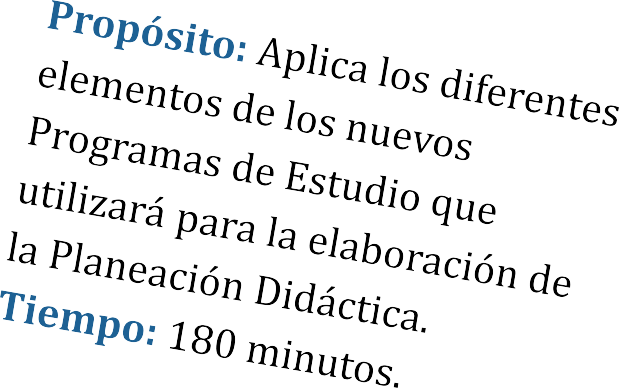 Propósito: Aplica los diferentes
elementos de los nuevos
Programas de Estudio que
utilizará para la elaboración de
la Planeación Didáctica.
Tiempo: 180 minutos.